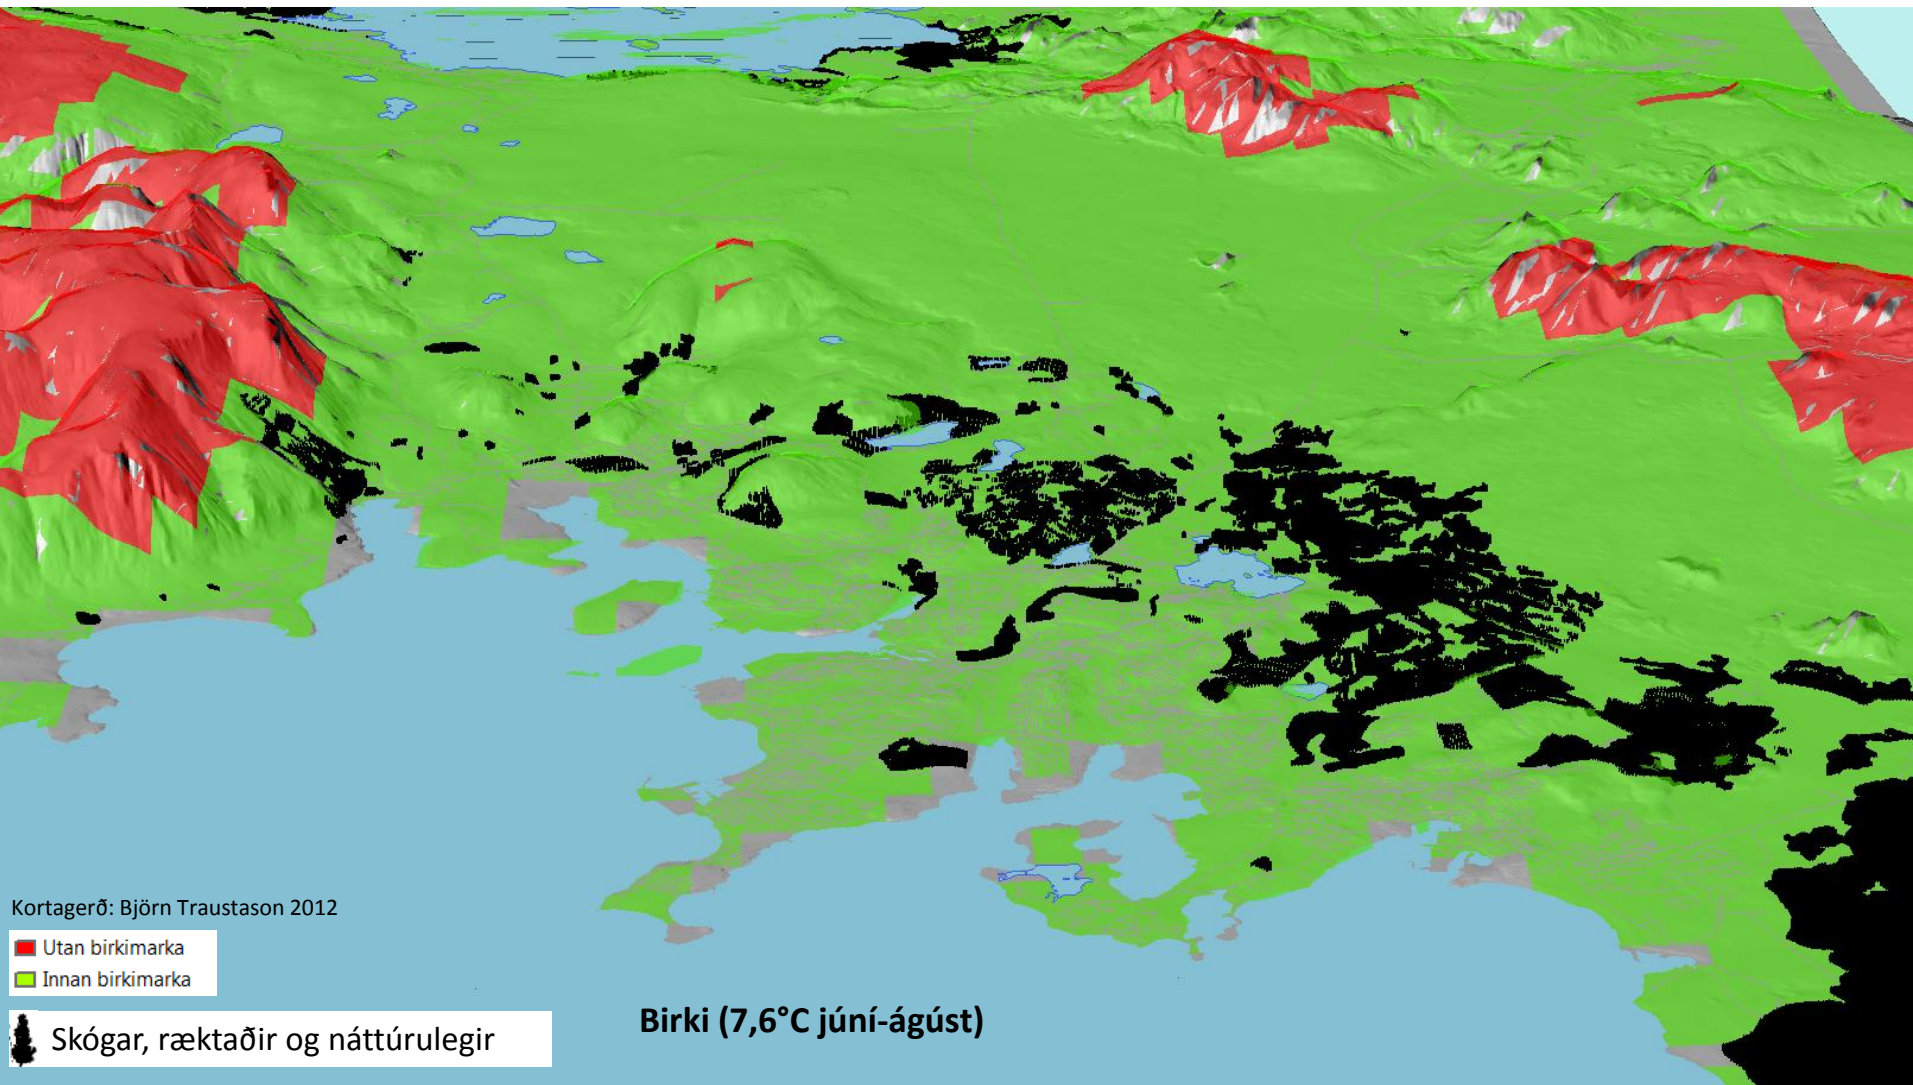 Kortagerð: Björn Traustason 2012
Utan birkimarka
Innan birkimarka
Skógar, ræktaðir og náttúrulegir
Birki (7,6°C júní-ágúst)